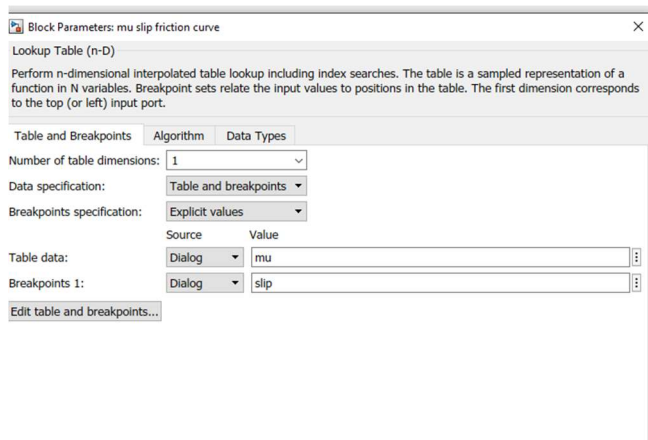 Block Parameters: mu slip friction curve
Lookup Table (n-D)
Perform n-dimensional interpolated table lookup including index searches. The table is a sampled representation of a
function in N variables. Breakpoint sets relate the input values to positions in the table. The first dimension corresponds
to the top (or left) input port.
Table and Breakpoints Algorithm Data Types
Number of table dimensions: 1
Data specification: Table and breakpoints
Breakpoints specification: Explicit values
Source Value
Table data: Dialog mu
Breakpoints 1: Dialog slip
Edit table and breakpoints...